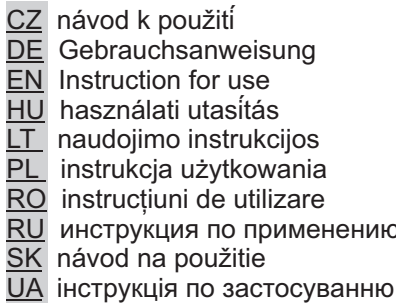 CZ návod k použití
DE Gebrauchsanweisung
EN Instruction for use
HU használati utasítás
LT naudojimo instrukcijos
PL instrukcja użytkowania
RO instrucțiuni de utilizare
RU инструкция по применению
SK návod na použitie
UA інструкція по застосуванню